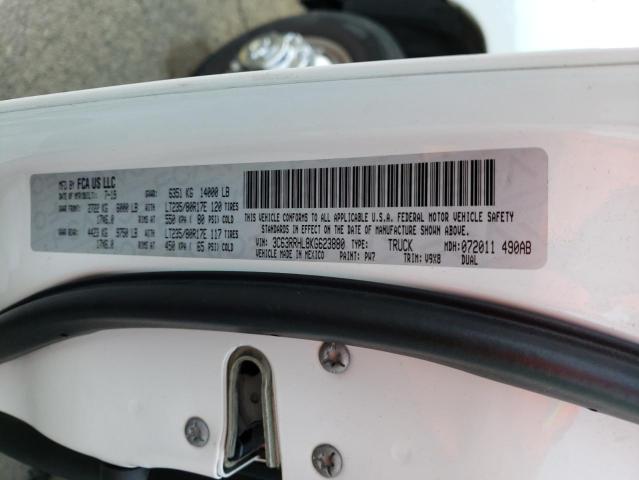 MFD BY FCA US LLC
DATE OF MFR(MDH): 7-19 GVWR: 6351 KG 14000 LB
GAWR FRONT: 2722 KG 6000 LB WITH LT235/80R17E 120 TIRES
17X6.0 RIMS AT 550 KPA / 80 PSI COLD
GAWR REAR: 4423 KG 9750 LB WITH LT235/80R17E 117 TIRES
17X6.0 RIMS AT 450 KPA / 65 PSI COLD
THIS VEHICLE CONFORMS TO ALL APPLICABLE
U.S.A. FEDERAL MOTOR VEHICLE SAFETY
STANDARDS IN EFFECT ON THE DATE OF
MANUFACTURE SHOWN ABOVE.
VIN: 3C63RRHL8KG623880 TYPE: TRUCK MDH: 072011 490AB
VEHICLE MADE IN MEXICO PAINT: PW7 TRIM: V9X8 DUAL